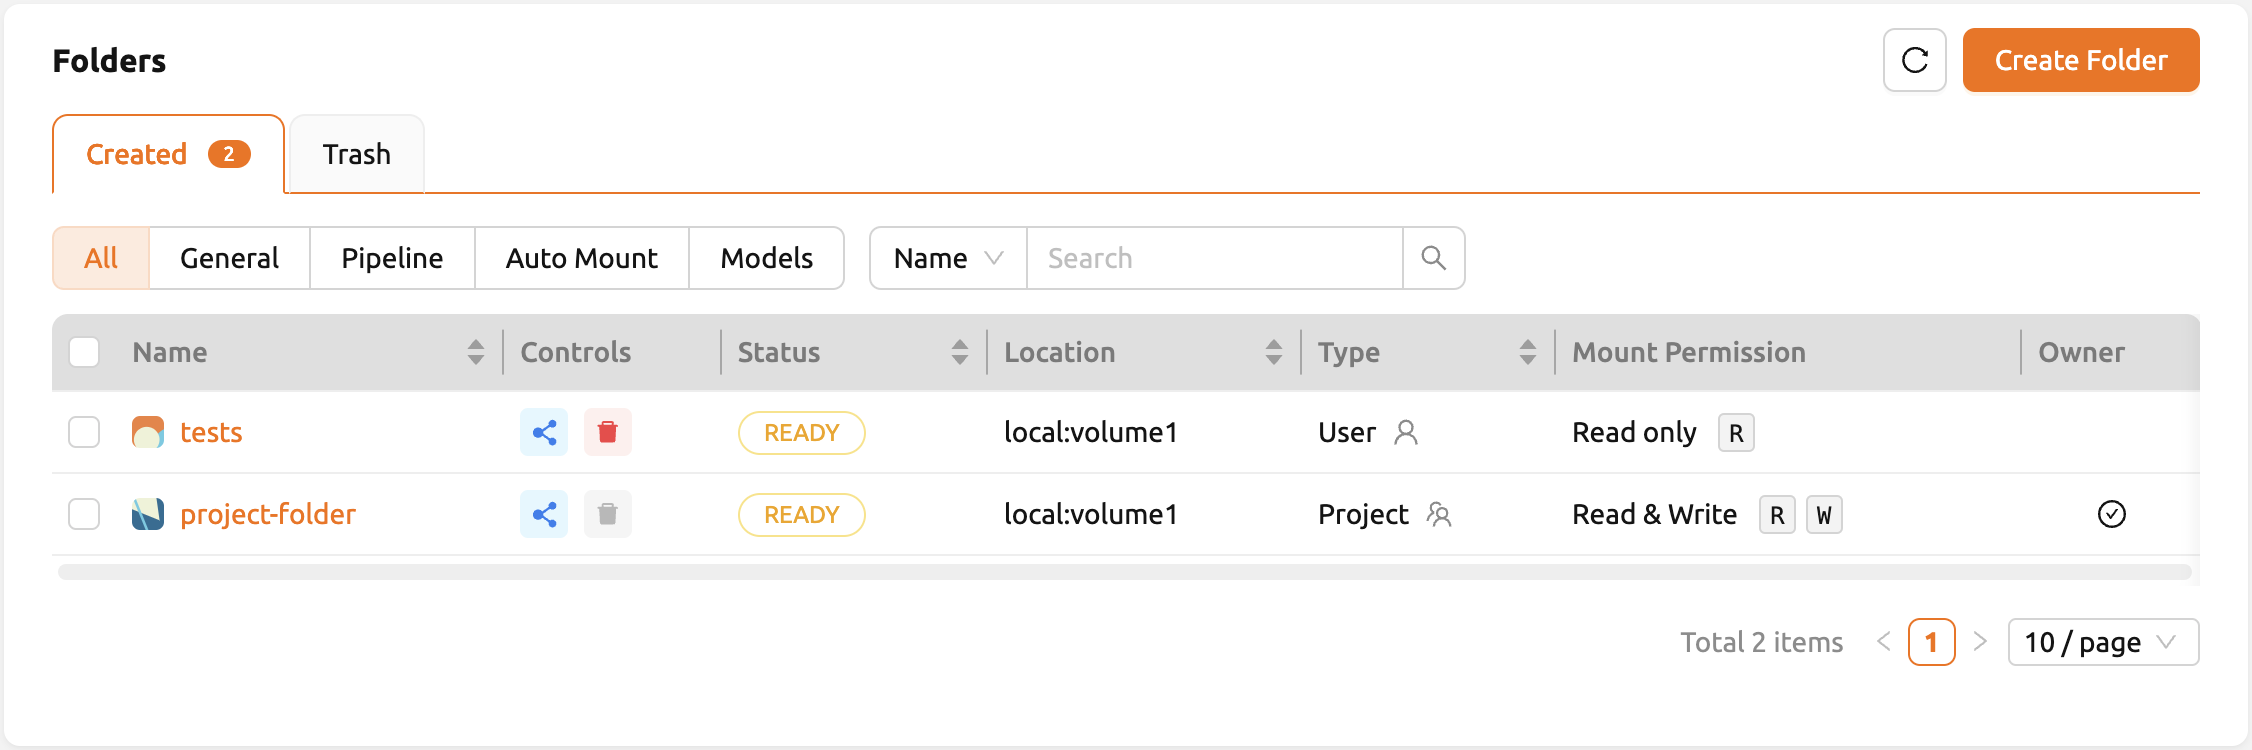 Folders
Create Folder
Created 2 Trash
All General Pipeline Auto Mount Models Name Search
Name Controls Status Location Type Mount Permission Owner
tests READY local:volume1 User Read only R
project-folder READY local:volume1 Project Read & Write R W
Total 2 items < 1 > 10 / page